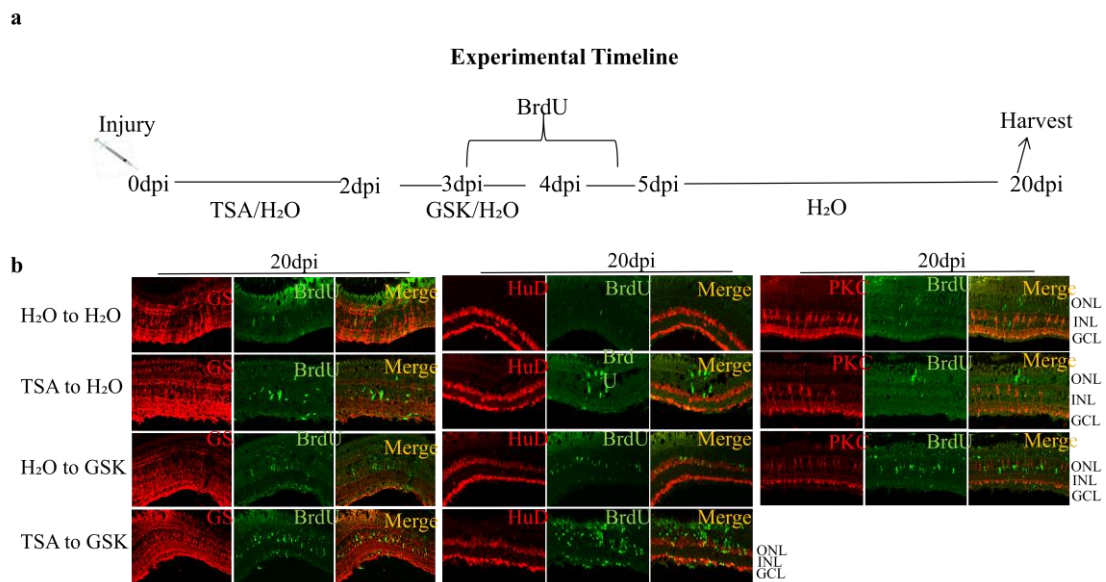 a
Experimental Timeline
BrdU
Injury
Harvest
0dpi 2dpi 3dpi 4dpi 5dpi 20dpi
TSA/H₂O GSK/H₂O H₂O
b
20dpi 20dpi 20dpi
H₂O to H₂O GS BrdU Merge HuD BrdU Merge PKC BrdU Merge ONL
INL
GCL
TSA to H₂O GS BrdU Merge HuD Brd
U Merge PKC BrdU Merge ONL
INL
GCL
H₂O to GSK GS BrdU Merge HuD BrdU Merge PKC BrdU Merge ONL
INL
GCL
TSA to GSK GS BrdU Merge HuD BrdU Merge ONL
INL
GCL